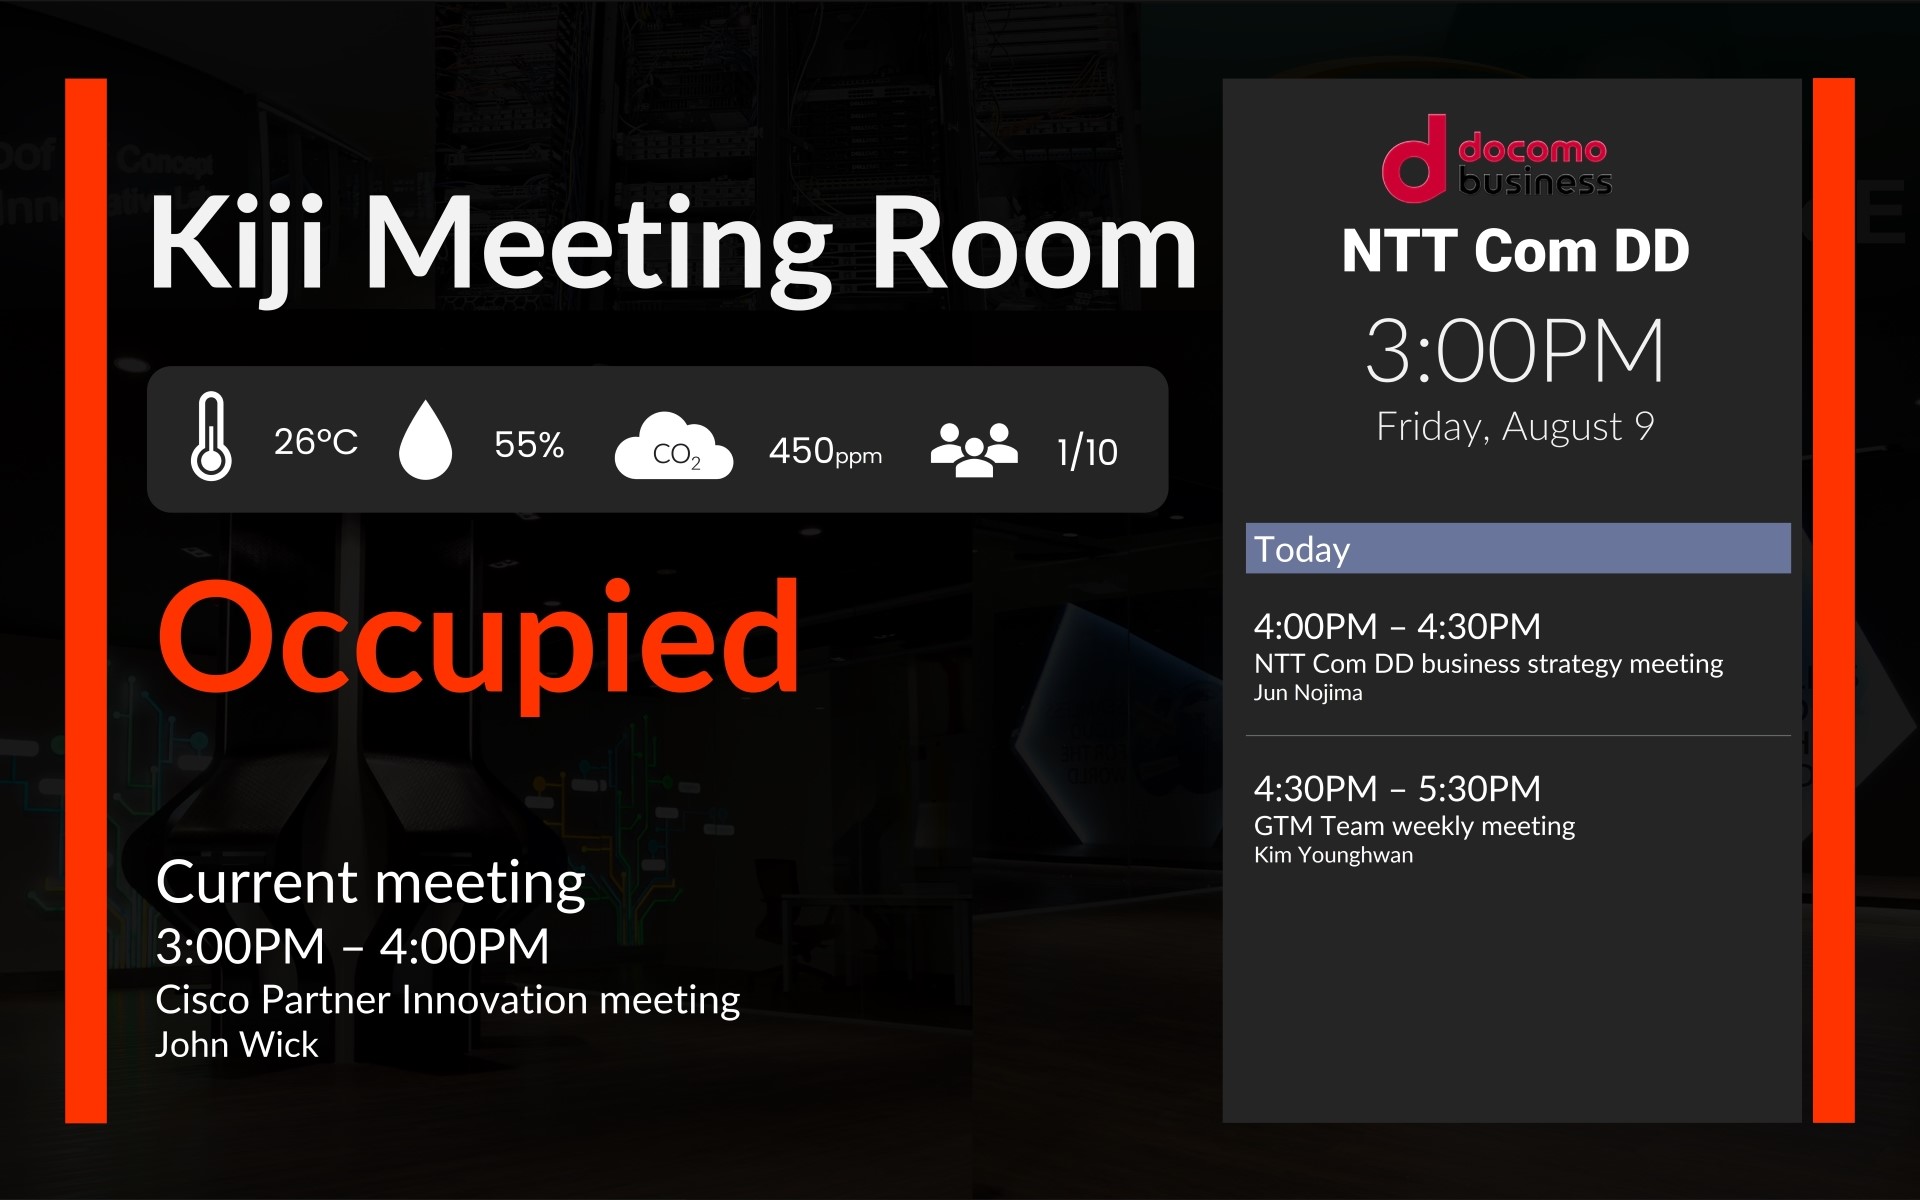 Kiji Meeting Room
26°C
55%
CO2
450ppm
1/10
Occupied
Current meeting
3:00PM – 4:00PM
Cisco Partner Innovation meeting
John Wick
docomo
business
NTT Com DD
3:00PM
Friday, August 9
Today
4:00PM – 4:30PM
NTT Com DD business strategy meeting
Jun Nojima
4:30PM – 5:30PM
GTM Team weekly meeting
Kim Younghwan